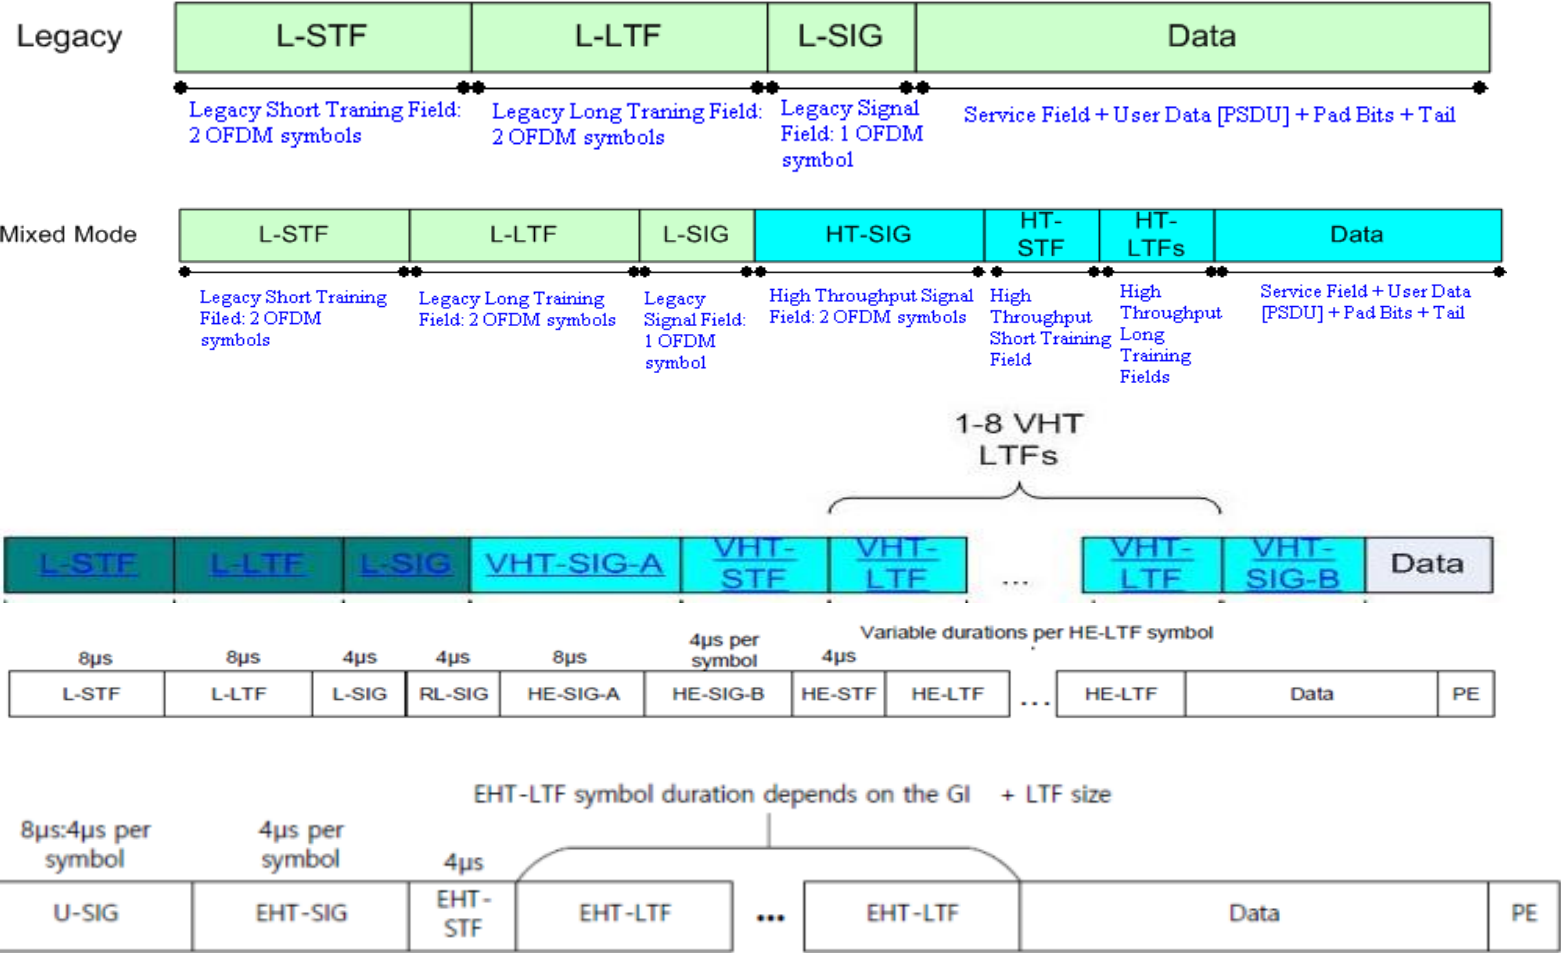 Legacy
L-STF
L-LTF
L-SIG
Data
Legacy Short Traning Field:
2 OFDM symbols
Legacy Long Traning Field:
2 OFDM symbols
Legacy Signal
Field: 1 OFDM
symbol
Service Field + User Data [PSDU] + Pad Bits + Tail
Mixed Mode
L-STF
L-LTF
L-SIG
HT-SIG
HT-
STF
HT-
LTFs
Data
Legacy Short Training
Filed: 2 OFDM
symbols
Legacy Long Training
Field: 2 OFDM symbols
Legacy
Signal Field:
1 OFDM
symbol
High Throughput Signal
Field: 2 OFDM symbols
High
Throughput
Short Training
Field
High
Throughput
Long
Training
Fields
Service Field + User Data
[PSDU] + Pad Bits + Tail
1-8 VHT
LTFs
L-STF
L-LTF
L-SIG
VHT-SIG-A
VHT-
STF
VHT-
LTF
...
VHT-
LTF
VHT-
SIG-B
Data
8µs
8µs
4µs
4µs
8µs
4µs per
symbol
4µs
Variable durations per HE-LTF symbol
L-STF
L-LTF
L-SIG
RL-SIG
HE-SIG-A
HE-SIG-B
HE-STF
HE-LTF
...
HE-LTF
Data
PE
EHT-LTF symbol duration depends on the GI + LTF size
8µs:4µs per
symbol
4µs per
symbol
4µs
U-SIG
EHT-SIG
EHT-
STF
EHT-LTF
...
EHT-LTF
Data
PE